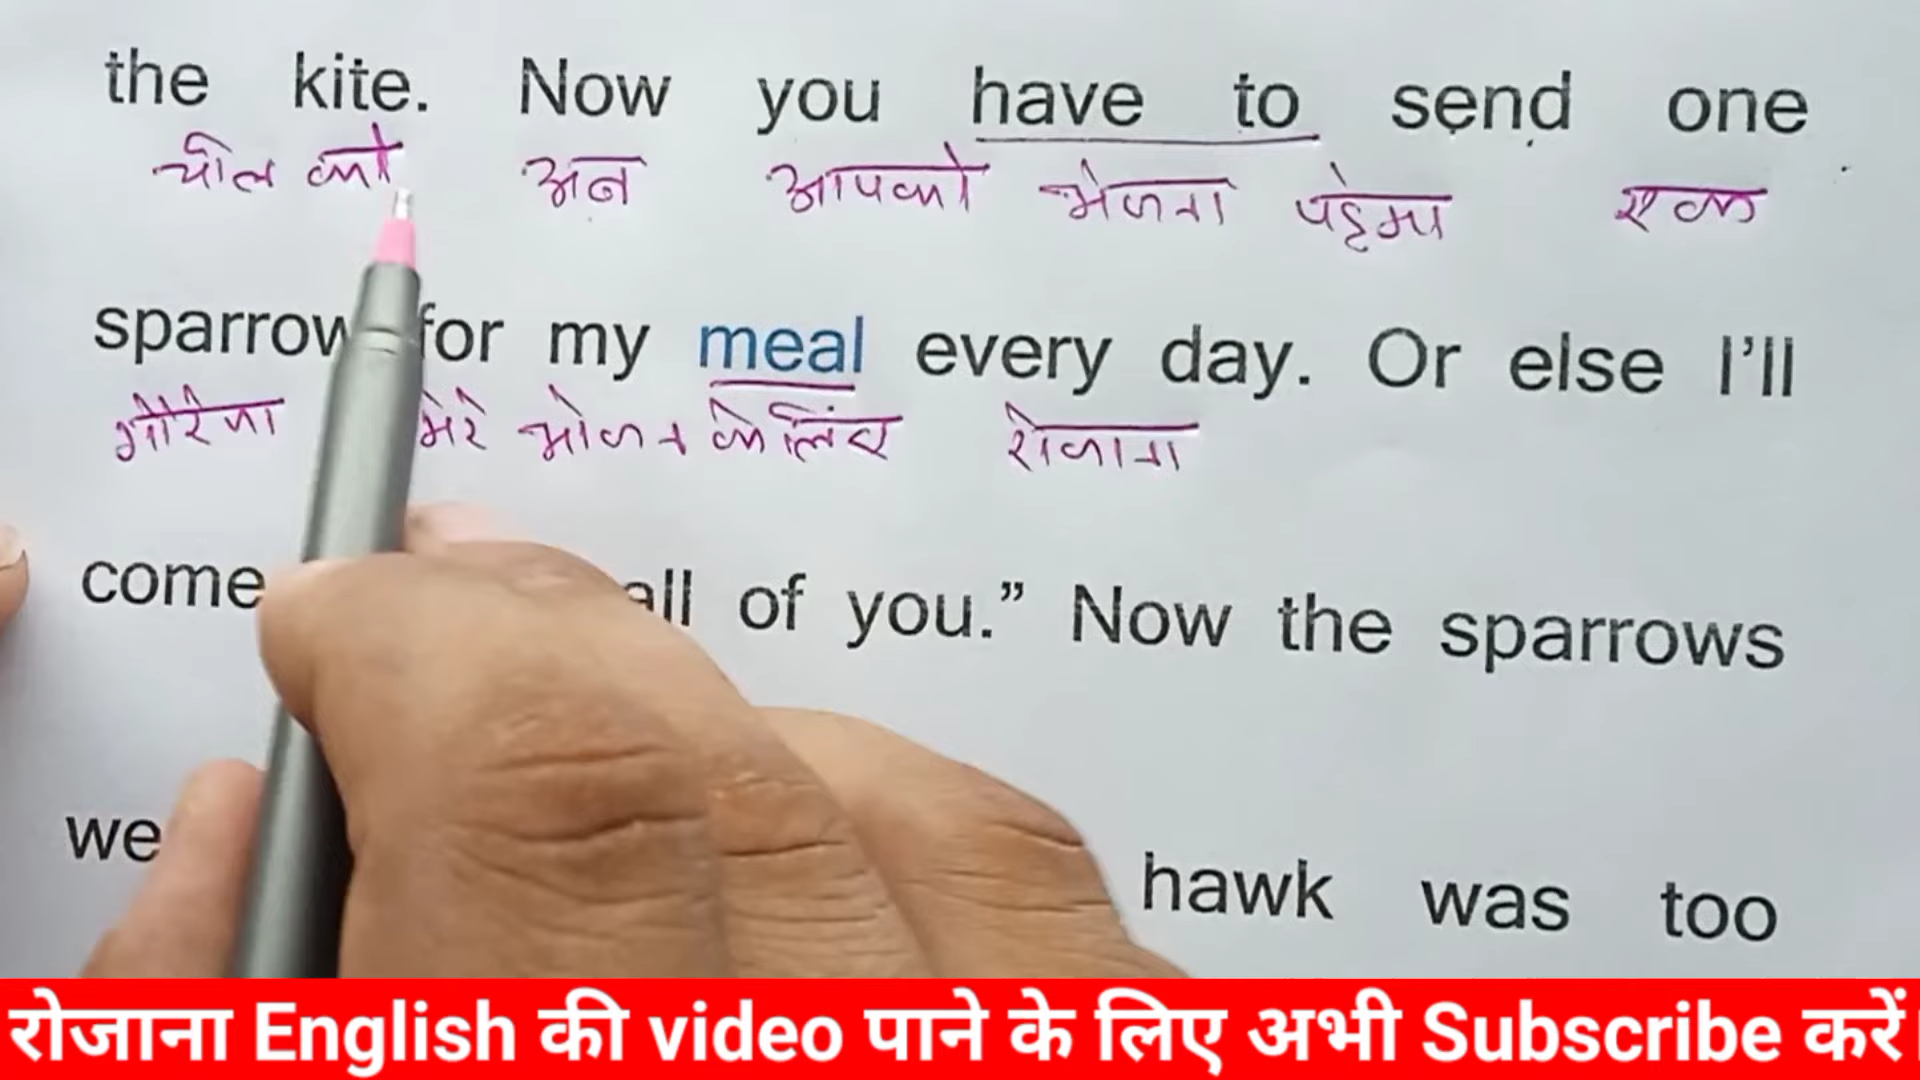 the kite. Now you have to send one
चील को अब आपको भेजना पड़ेगा एक
sparrow for my meal every day. Or else I'll
गौरैया मेरे भोजन के लिए रोजाना
come all of you.” Now the sparrows
we hawk was too
रोजाना English की video पाने के लिए अभी Subscribe करें।